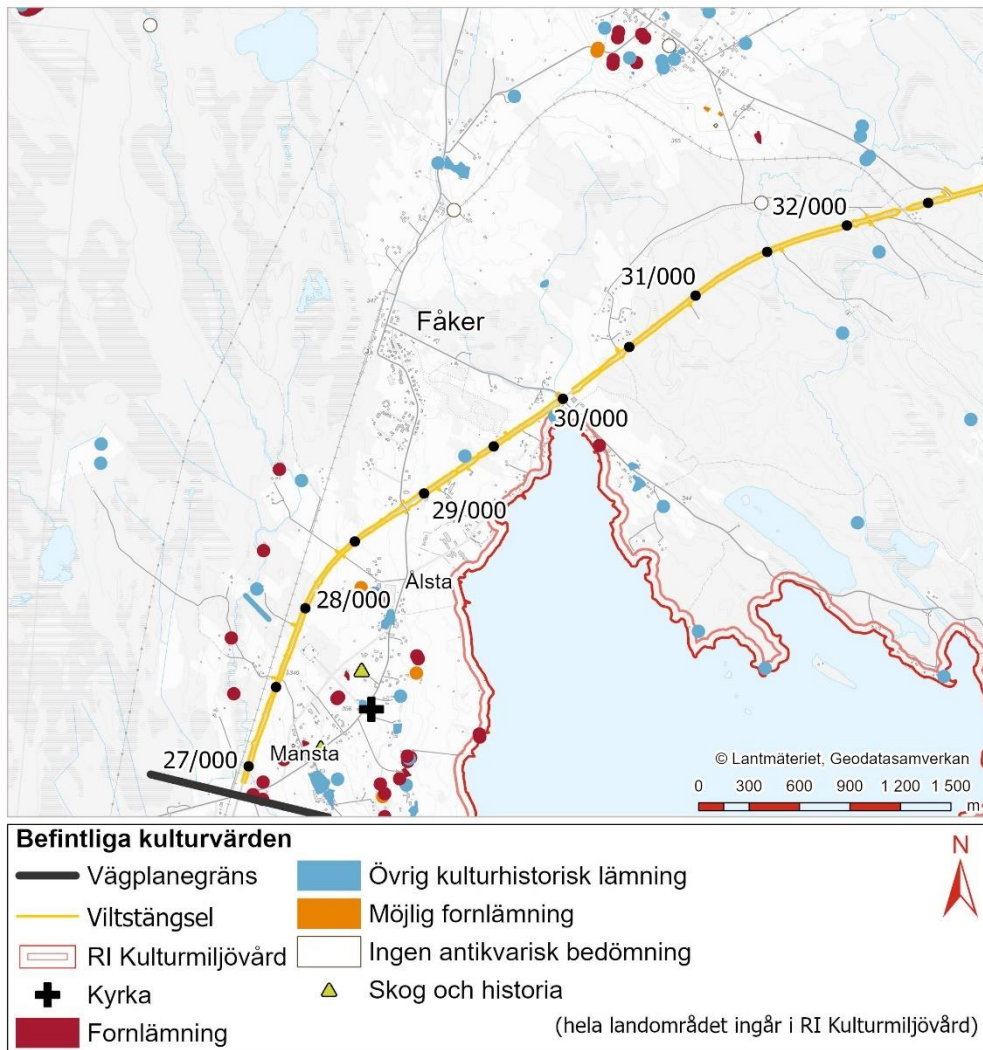 32/000
31/000
Fåker
30/000
29/000
Ålsta
28/000
27/000
Månsta
© Lantmäteriet, Geodatasamverkan
0 300 600 900 1 200 1 500
m
Befintliga kulturvärden
Vägplanegräns
Viltstängsel
RI Kulturmiljövård
Kyrka
Fornlämning
Övrig kulturhistorisk lämning
Möjlig fornlämning
Ingen antikvarisk bedömning
Skog och historia
N
(hela landområdet ingår i RI Kulturmiljövård)